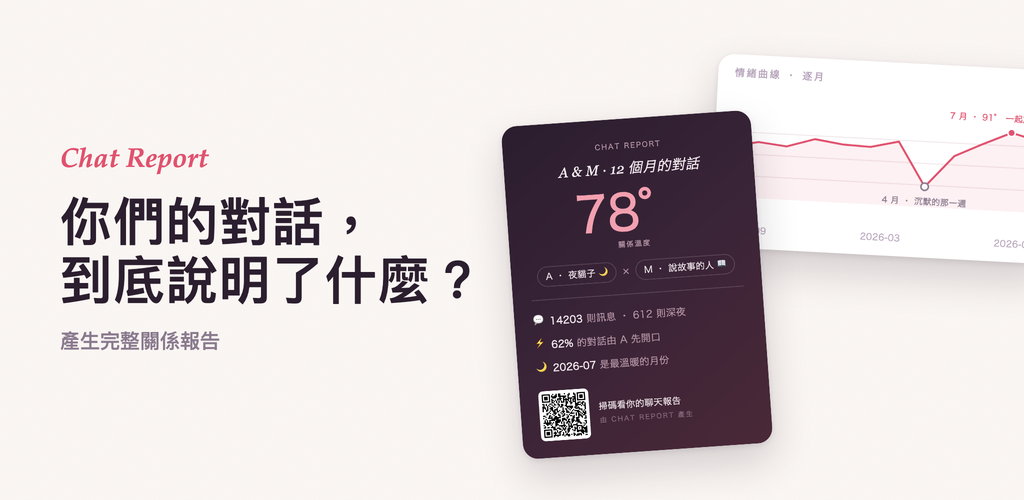 Chat Report
你們的對話，
到底說明了什麼？
產生完整關係報告
CHAT REPORT
A & M · 12 個月的對話
78°
關係溫度
A · 夜貓子 🌙 × M · 說故事的人 📖
💬 14203 則訊息 · 612 則深夜
⚡ 62% 的對話由 A 先開口
🌙 2026-07 是最溫暖的月份
掃碼看你的聊天報告
由 CHAT REPORT 產生
情緒曲線 · 逐月
7 月 · 91° 一起
4 月 · 沉默的那一週
09 2026-03 2026-0